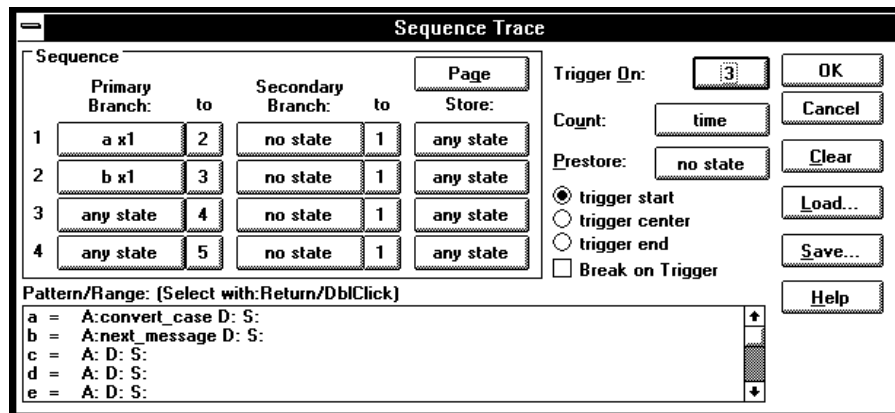 Sequence Trace
Sequence
Page
Primary Branch: to Secondary Branch: to Store:
1 a x1 2 no state 1 any state
2 b x1 3 no state 1 any state
3 any state 4 no state 1 any state
4 any state 5 no state 1 any state
Trigger On: 3
Count: time
Prestore: no state
trigger start
trigger center
trigger end
Break on Trigger
OK
Cancel
Clear
Load...
Save...
Help
Pattern/Range: (Select with:Return/DblClick)
a = A:convert_case D: S:
b = A:next_message D: S:
c = A: D: S:
d = A: D: S:
e = A: D: S: